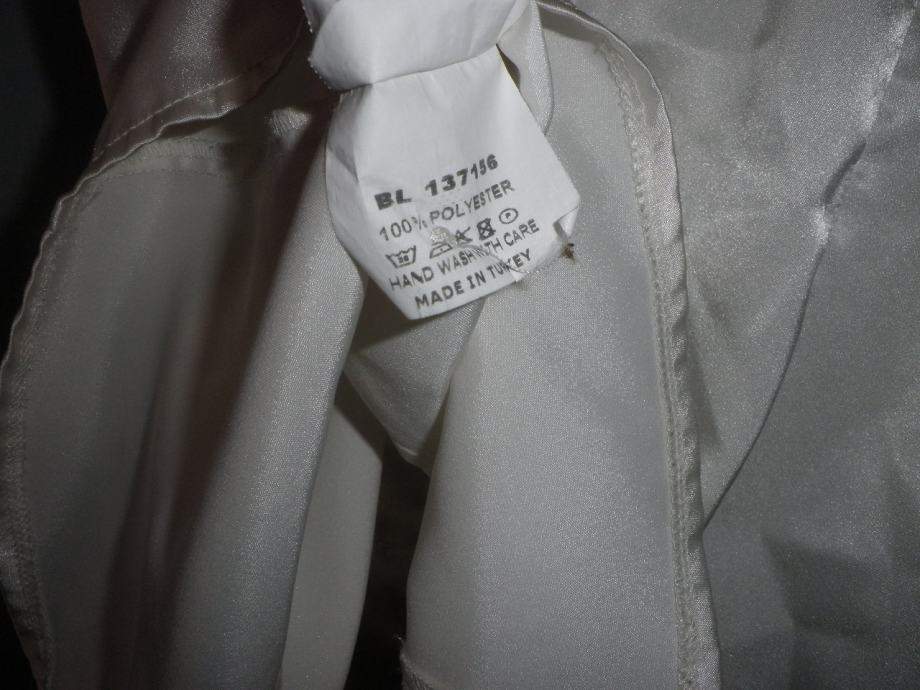 BL 137156
100% POLYESTER
HAND WASH WITH CARE
MADE IN TURKEY